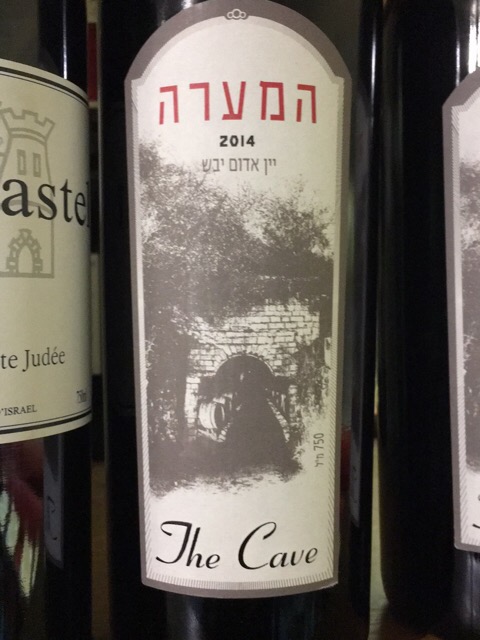 המערה
2014
יין אדום יבש
750 מ"ל
The Cave
astel
te Judée
D'ISRAEL